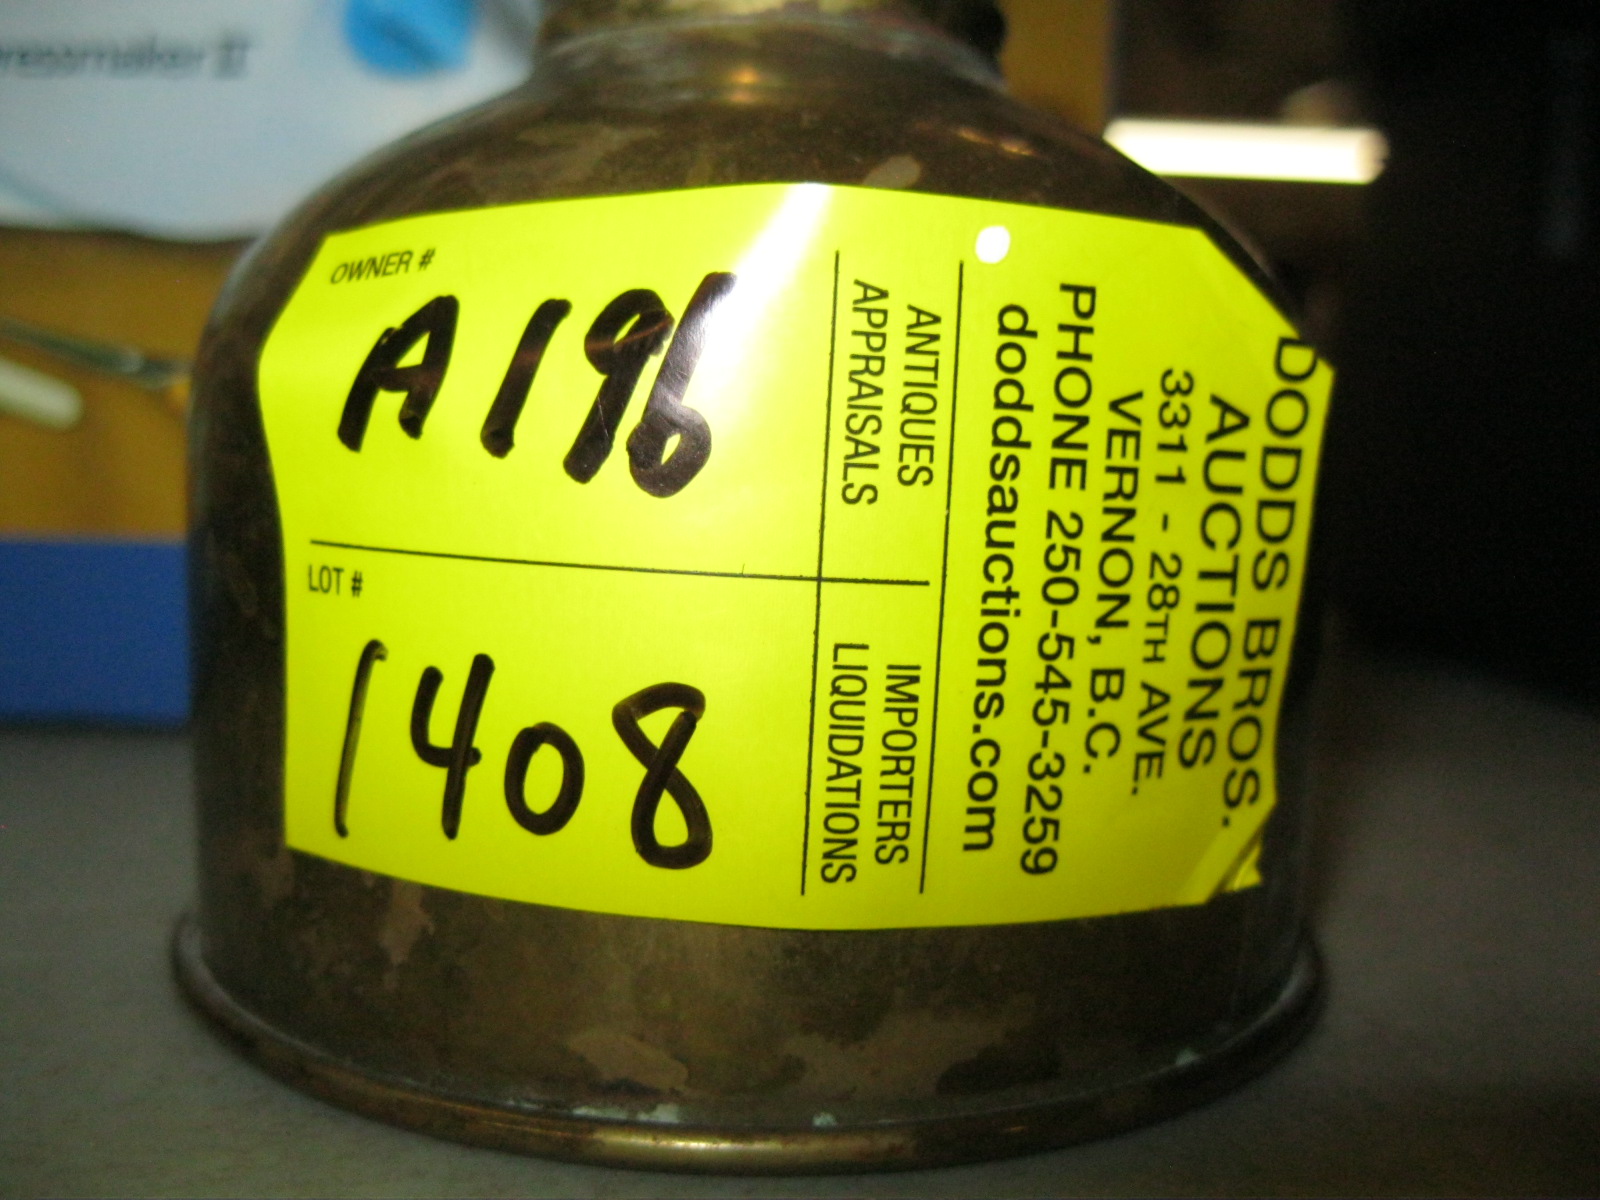 OWNER #
A196
LOT #
1408
DODDS BROS.
AUCTIONS
3311 - 28TH AVE.
VERNON, B.C.
PHONE 250-545-3259
doddsauctions.com
ANTIQUES IMPORTERS
APPRAISALS LIQUIDATIONS